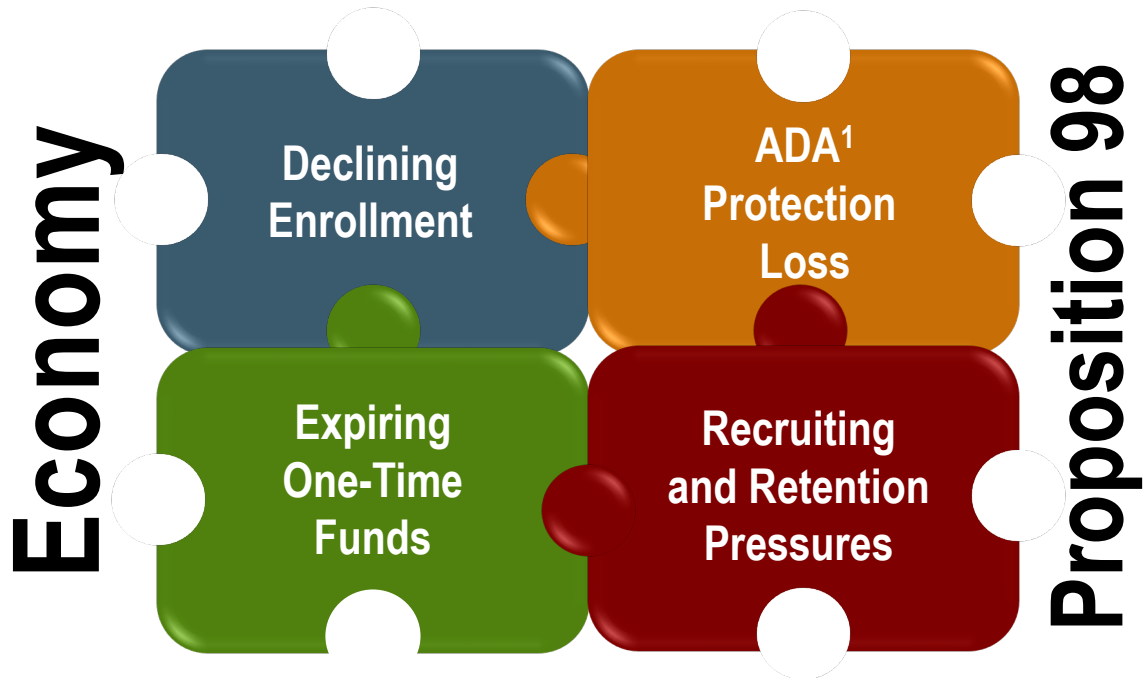 Economy
Declining
Enrollment
ADA¹
Protection
Loss
Expiring
One-Time
Funds
Recruiting
and Retention
Pressures
Proposition 98